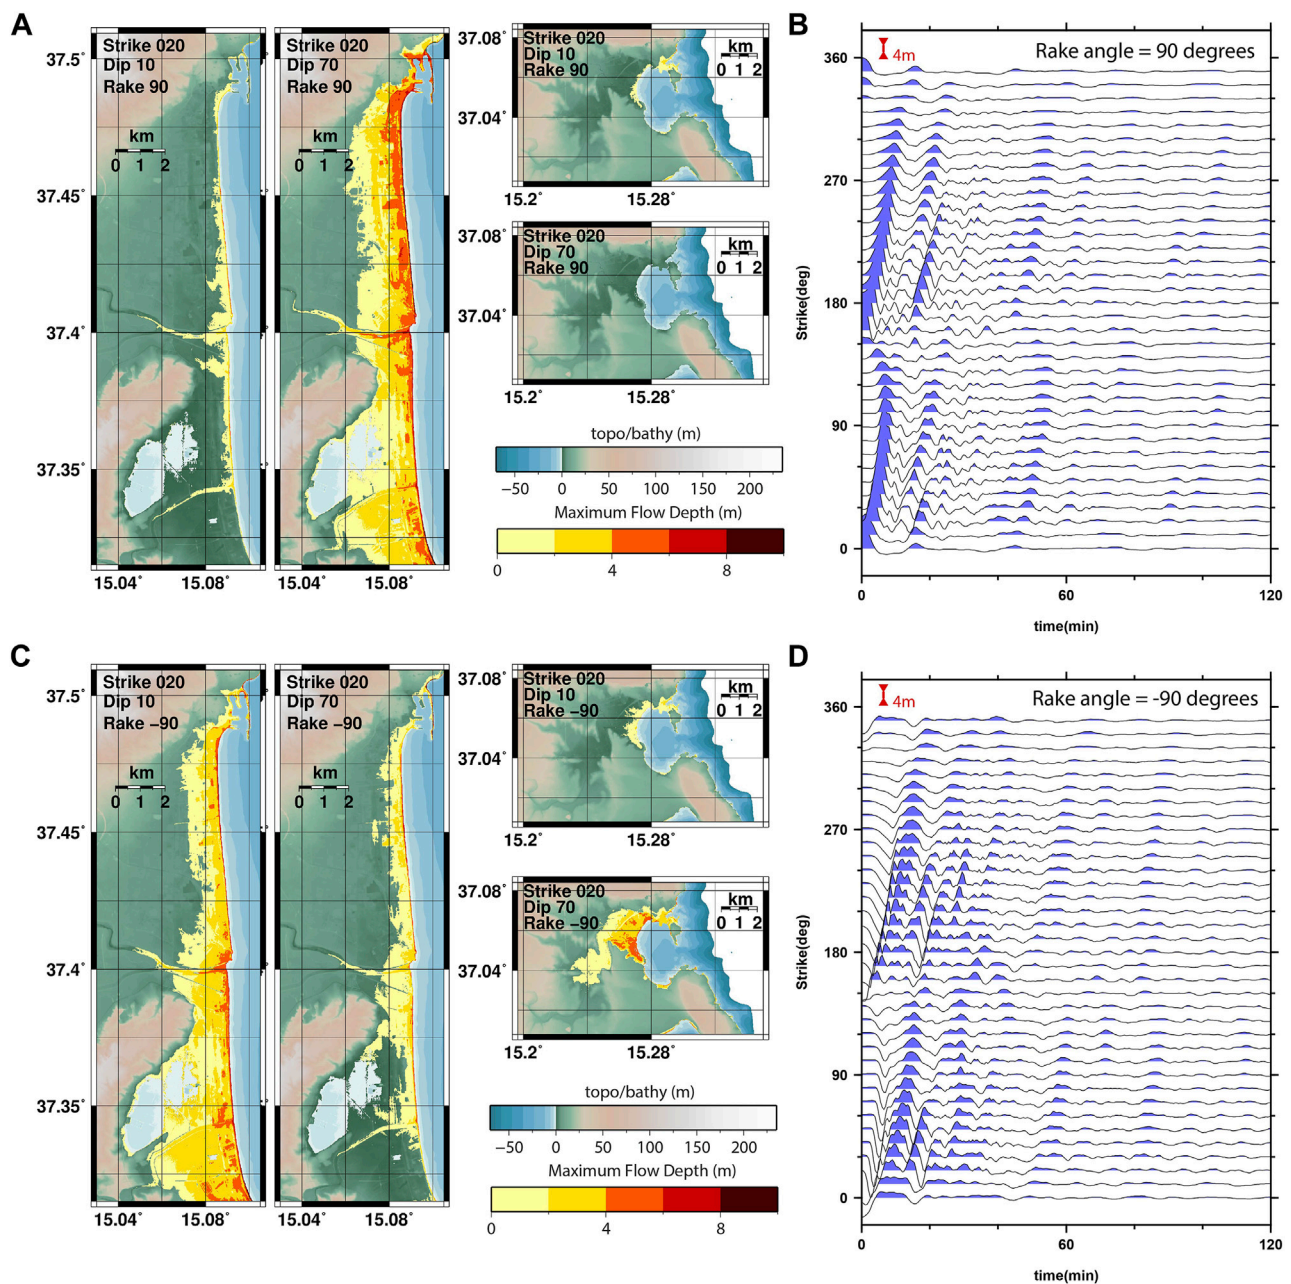 A
Strike 020
Dip 10
Rake 90
km
0 1 2
37.5°
37.45°
37.4°
37.35°
15.04°
15.08°
Strike 020
Dip 70
Rake 90
km
0 1 2
15.04°
15.08°
37.08°
37.04°
Strike 020
Dip 10
Rake 90
km
0 1 2
15.2°
15.28°
37.08°
37.04°
Strike 020
Dip 70
Rake 90
km
0 1 2
15.2°
15.28°
topo/bathy (m)
−50 0 50 100 150 200
Maximum Flow Depth (m)
0 4 8
B
4m
Rake angle = 90 degrees
Strike(deg)
360
270
180
90
0
0 60 120
time(min)
C
Strike 020
Dip 10
Rake −90
km
0 1 2
37.5°
37.45°
37.4°
37.35°
15.04°
15.08°
Strike 020
Dip 70
Rake −90
km
0 1 2
15.04°
15.08°
37.08°
37.04°
Strike 020
Dip 10
Rake −90
km
0 1 2
15.2°
15.28°
37.08°
37.04°
Strike 020
Dip 70
Rake −90
km
0 1 2
15.2°
15.28°
topo/bathy (m)
−50 0 50 100 150 200
Maximum Flow Depth (m)
0 4 8
D
4m
Rake angle = -90 degrees
Strike(deg)
360
270
180
90
0
0 60 120
time(min)